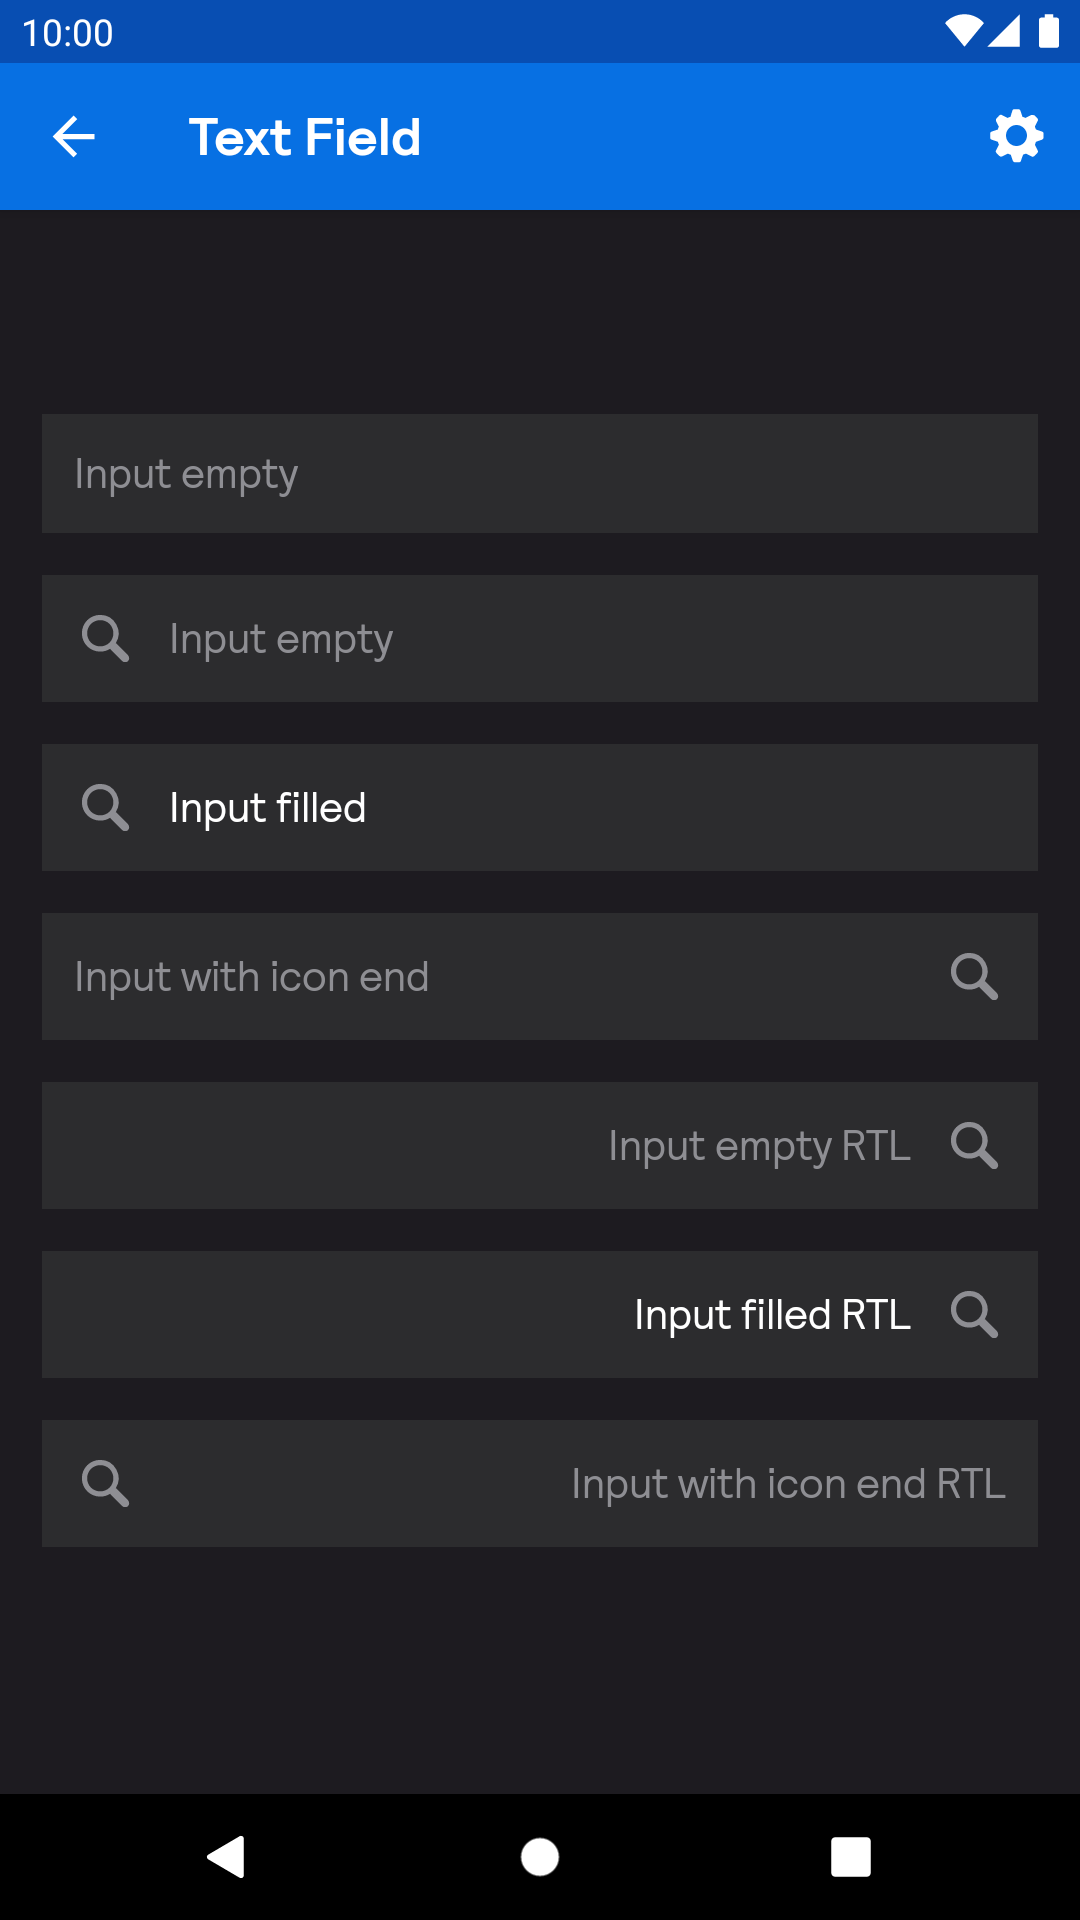 10:00
Text Field
Input empty
Input empty
Input filled
Input with icon end
Input empty RTL
Input filled RTL
Input with icon end RTL